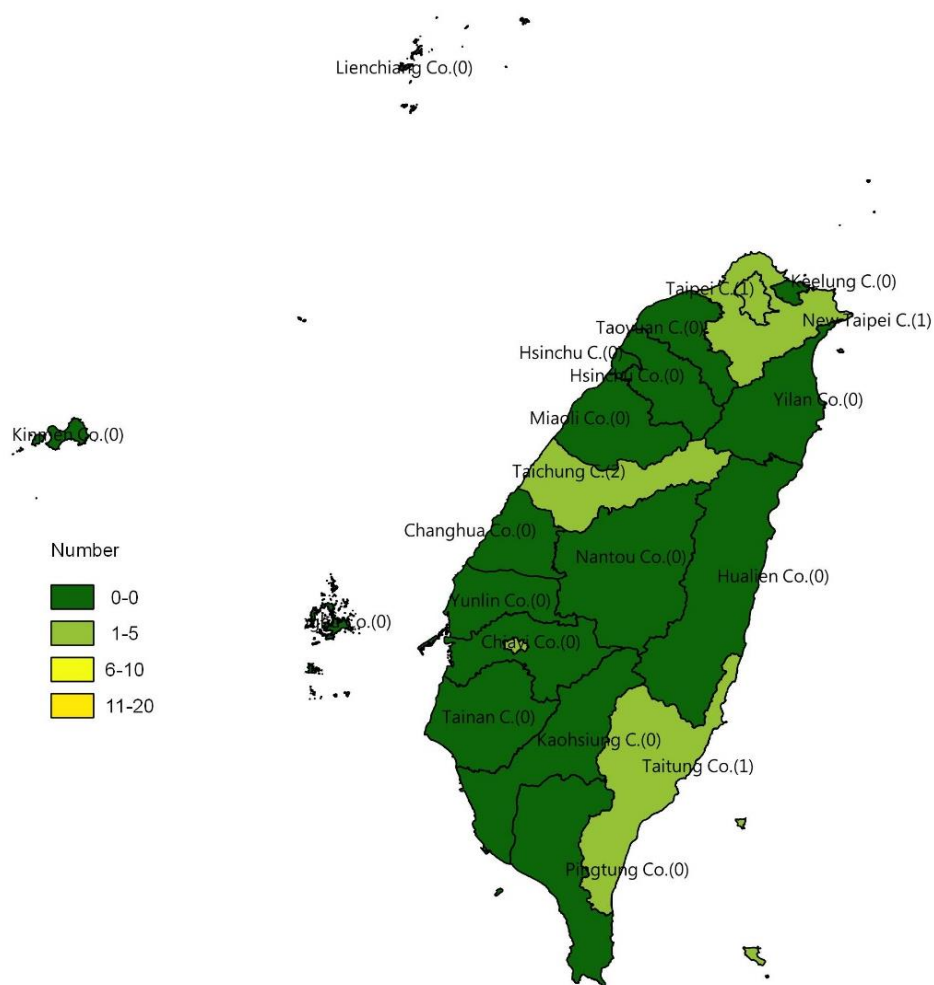 Lienchiang Co.(0)
Keelung C.(0)
Taipei C.(1)
New Taipei C.(1)
Taoyuan C.(0)
Hsinchu C.(0)
Hsinchu Co.(0)
Yilan Co.(0)
Miaoli Co.(0)
Kinmen Co.(0)
Taichung C.(2)
Changhua Co.(0)
Nantou Co.(0)
Hualien Co.(0)
Yunlin Co.(0)
Co.(0)
Chiayi Co.(0)
Tainan C.(0)
Kaohsiung C.(0)
Taitung Co.(1)
Pingtung Co.(0)
Number
0-0
1-5
6-10
11-20